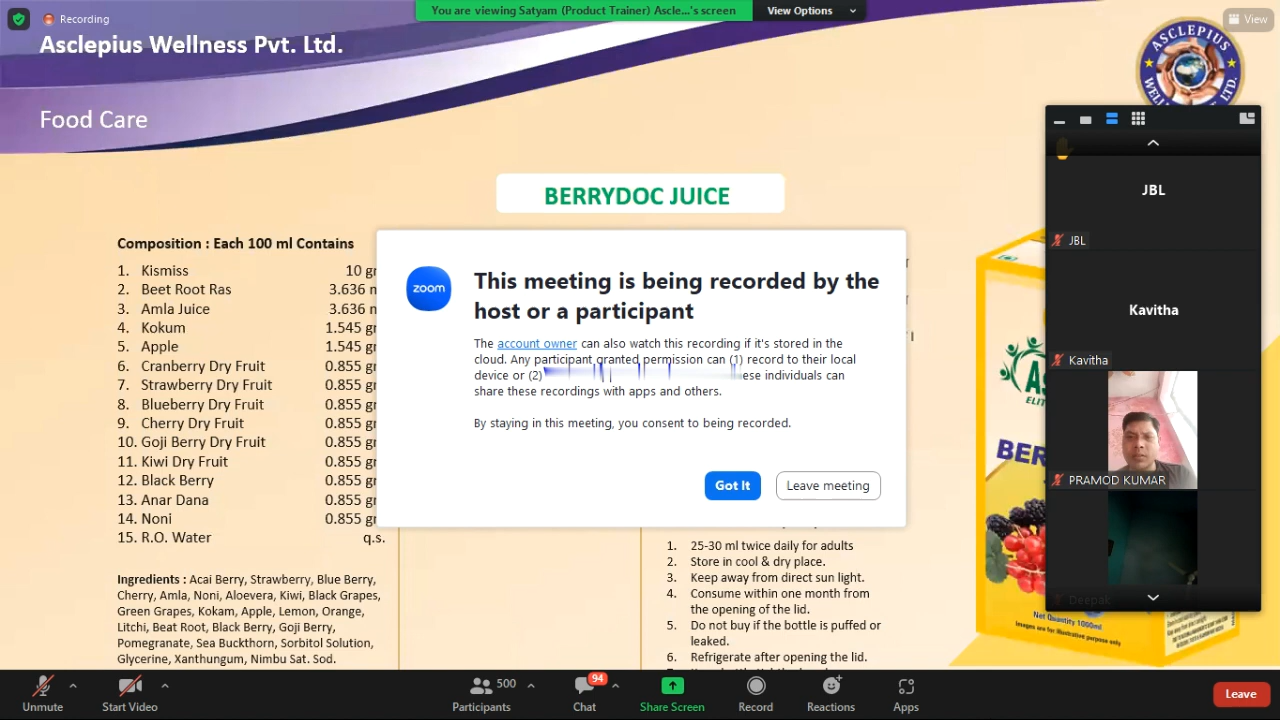 Recording
You are viewing Satyam (Product Trainer) Ascle...'s screen
View Options
View
Asclepius Wellness Pvt. Ltd.
ASCLEPIUS
Food Care
BERRYDOC JUICE
Composition : Each 100 ml Contains
1. Kismiss 10 gr
2. Beet Root Ras 3.636
3. Amla Juice 3.636
4. Kokum 1.545 gr
5. Apple 1.545 gr
6. Cranberry Dry Fruit 0.855 gr
7. Strawberry Dry Fruit 0.855 gr
8. Blueberry Dry Fruit 0.855 gr
9. Cherry Dry Fruit 0.855 gr
10. Goji Berry Dry Fruit 0.855 gr
11. Kiwi Dry Fruit 0.855 gr
12. Black Berry 0.855 gr
13. Anar Dana 0.855 gr
14. Noni 0.855 gr
15. R.O. Water q.s.
Ingredients : Acai Berry, Strawberry, Blue Berry,
Cherry, Amla, Noni, Aloevera, Kiwi, Black Grapes,
Green Grapes, Kokam, Apple, Lemon, Orange,
Litchi, Beat Root, Black Berry, Goji Berry,
Pomegranate, Sea Buckthorn, Sorbitol Solution,
Glycerine, Xanthungum, Nimbu Sat. Sod.
zoom
This meeting is being recorded by the
host or a participant
The account owner can also watch this recording if it's stored in the
cloud. Any participant granted permission can (1) record to their local
device or (2) ese individuals can
share these recordings with apps and others.
By staying in this meeting, you consent to being recorded.
Got It
Leave meeting
1. 25-30 ml twice daily for adults
2. Store in cool & dry place.
3. Keep away from direct sun light.
4. Consume within one month from
the opening of the lid.
5. Do not buy if the bottle is puffed or
leaked.
6. Refrigerate after opening the lid.
BER
Net Quantity 1000ml
Images are for illustrative purpose only
JBL
JBL
Kavitha
Kavitha
PRAMOD KUMAR
Deepak
Unmute
Start Video
500
Participants
94
Chat
Share Screen
Record
Reactions
Apps
Leave